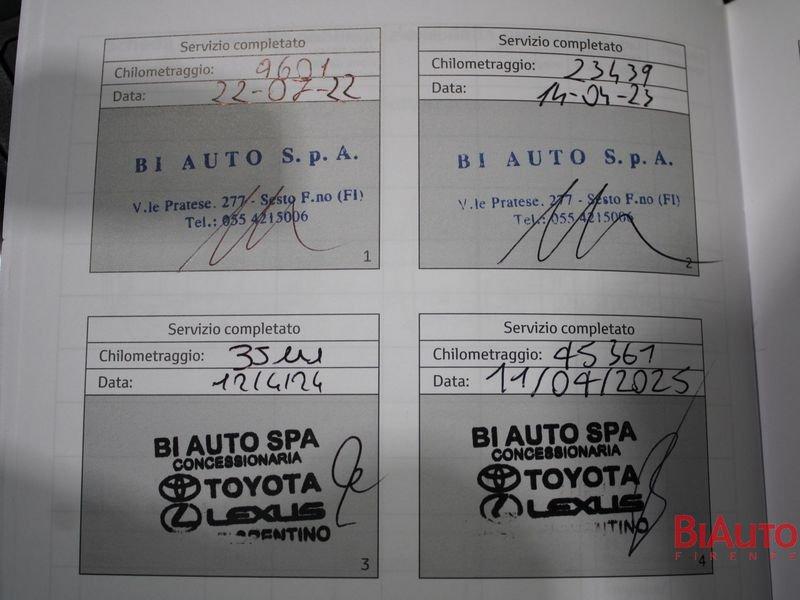 Servizio completato
Chilometraggio: 9601
Data: 22-07-22
BI AUTO S.p.A.
V.le Pratese. 277 - Sesto F.no (FI)
Tel.: 055 4215006
1
Servizio completato
Chilometraggio: 23439
Data: 14-04-23
BI AUTO S.p.A.
V.le Pratese. 277 - Sesto F.no (FI)
Tel.: 055 4215006
2
Servizio completato
Chilometraggio:
Data: 12/4/24
BI AUTO SPA
CONCESSIONARIA
TOYOTA
LEXUS
3
Servizio completato
Chilometraggio: 45361
Data: 11/04/2025
BI AUTO SPA
CONCESSIONARIA
TOYOTA
LEXUS
4
BiAuto
FIRENZE